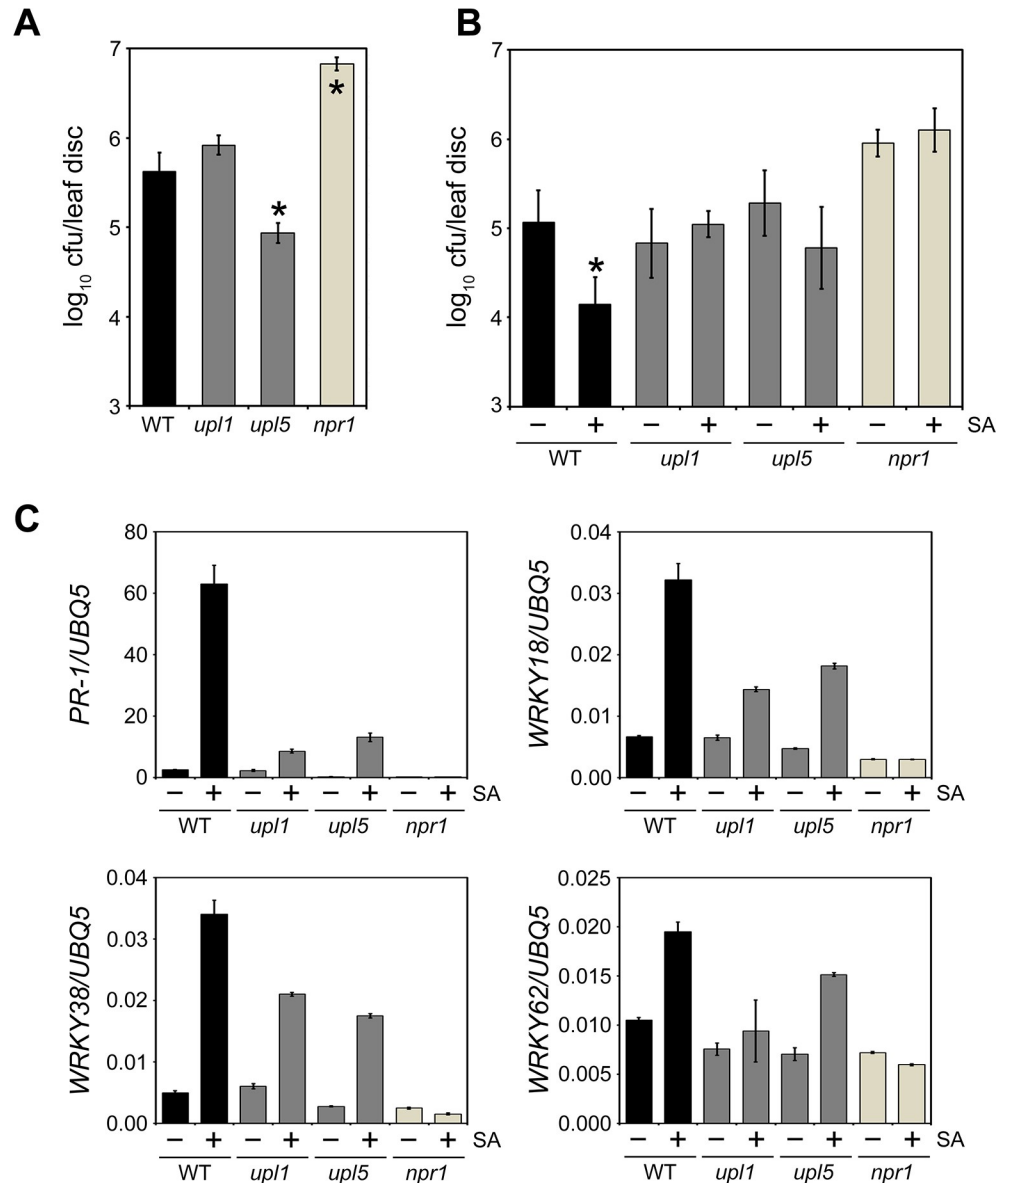 A
log10 cfu/leaf disc
7
6
5
4
3
*
*
WT upl1 upl5 npr1
B
log10 cfu/leaf disc
7
6
5
4
3
*
− + − + − + − + SA
WT upl1 upl5 npr1
C
PR-1/UBQ5
80
60
40
20
0
− + − + − + − + SA
WT upl1 upl5 npr1
WRKY18/UBQ5
0.04
0.03
0.02
0.01
0.00
− + − + − + − + SA
WT upl1 upl5 npr1
WRKY38/UBQ5
0.04
0.03
0.02
0.01
0.00
− + − + − + − + SA
WT upl1 upl5 npr1
WRKY62/UBQ5
0.025
0.020
0.015
0.010
0.005
0.000
− + − + − + − + SA
WT upl1 upl5 npr1